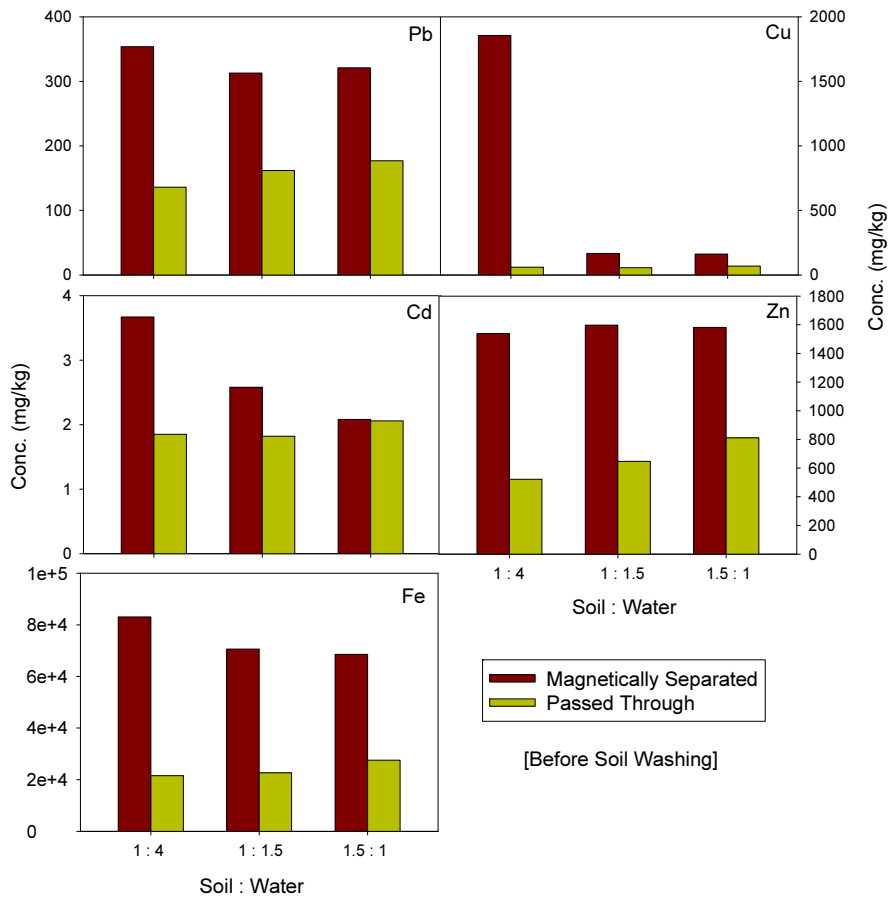 Pb
400
300
200
100
0
Cu
2000
1500
1000
500
0
Conc. (mg/kg)
Cd
4
3
2
1
0
Conc. (mg/kg)
Zn
1800
1600
1400
1200
1000
800
600
400
200
0
1 : 4 1 : 1.5 1.5 : 1
Soil : Water
Fe
1e+5
8e+4
6e+4
4e+4
2e+4
0
1 : 4 1 : 1.5 1.5 : 1
Soil : Water
Magnetically Separated
Passed Through
[Before Soil Washing]